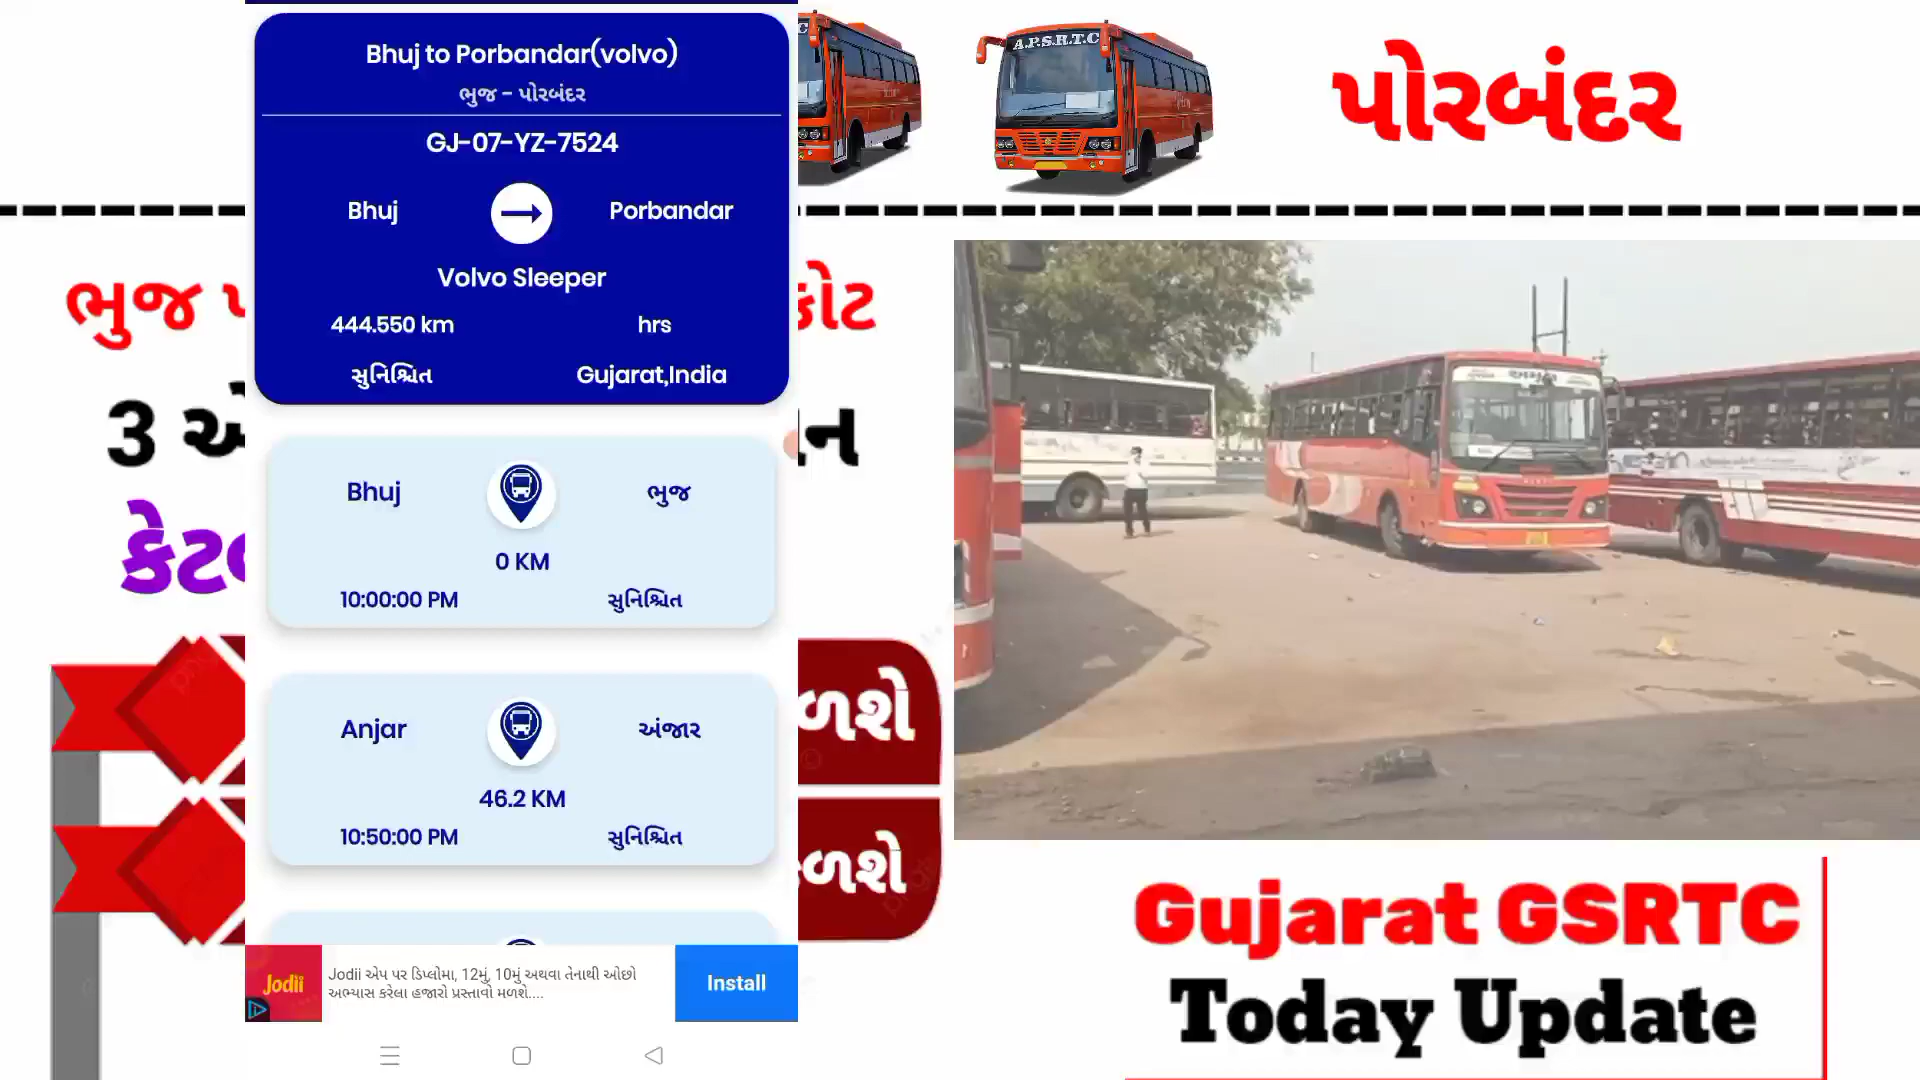 Bhuj to Porbandar(volvo)
ભુજ - પોરબંદર
GJ-07-YZ-7524
Bhuj
Porbandar
Volvo Sleeper
444.550 km
hrs
સુનિશ્ચિત
Gujarat,India
Bhuj
ભુજ
0 KM
10:00:00 PM
સુનિશ્ચિત
Anjar
અંજાર
46.2 KM
10:50:00 PM
સુનિશ્ચિત
Jodii
Jodii એપ પર ડિપ્લોમા, 12મું, 10મું અથવા તેનાથી ઓછો
અભ્યાસ કરેલા હજારો પ્રસ્તાવો મળશે....
Install
A.P.S.R.T.C
પોરબંદર
ભુજ
3
Gujarat GSRTC
Today Update